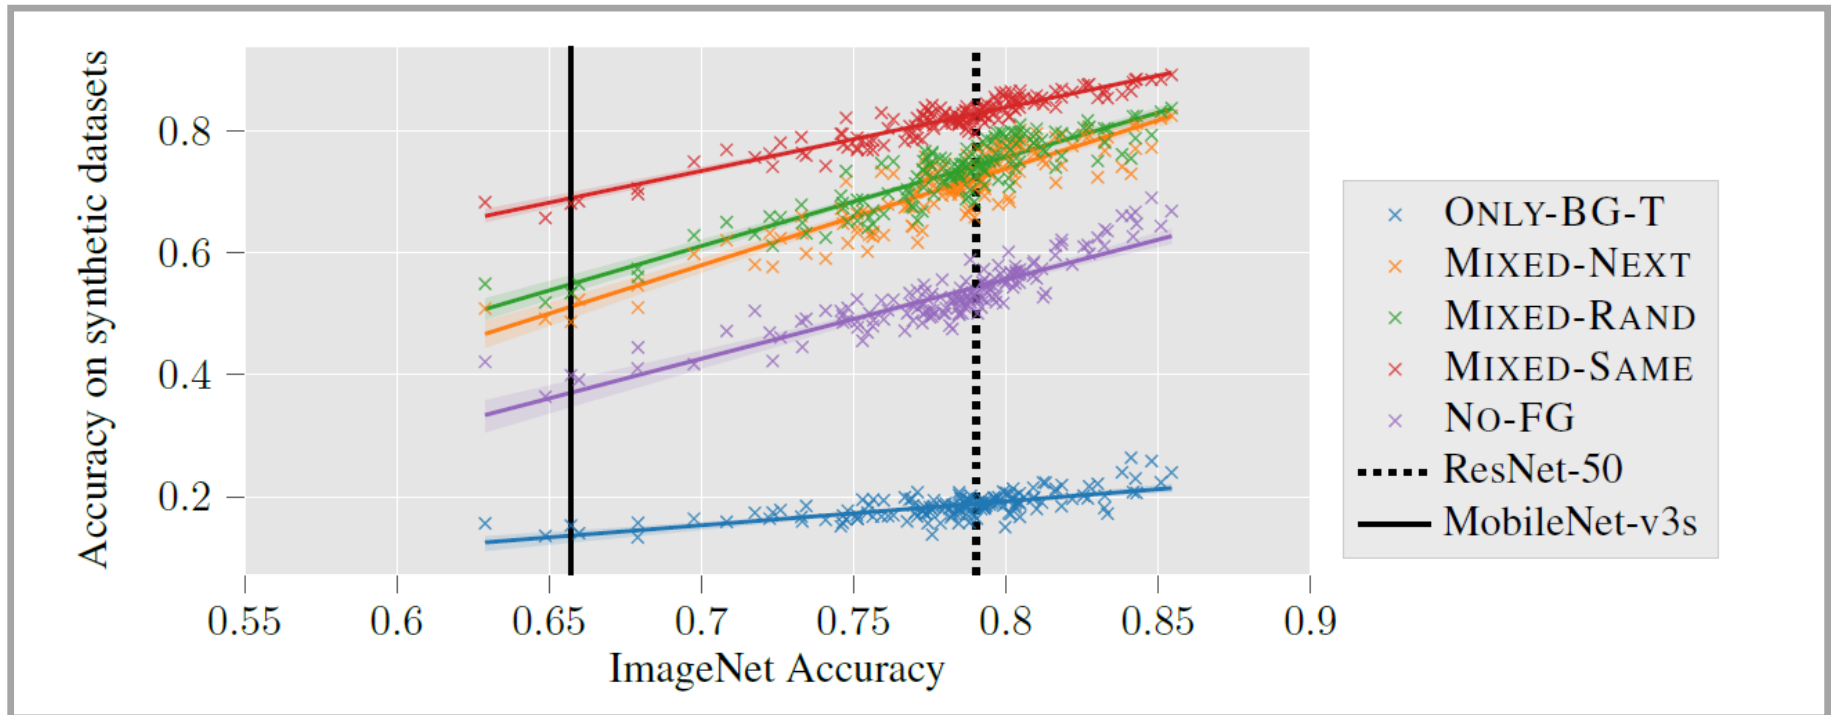 Accuracy on synthetic datasets
0.8
0.6
0.4
0.2
0.55
0.6
0.65
0.7
0.75
0.8
0.85
0.9
ImageNet Accuracy
ONLY-BG-T
MIXED-NEXT
MIXED-RAND
MIXED-SAME
NO-FG
ResNet-50
MobileNet-v3s